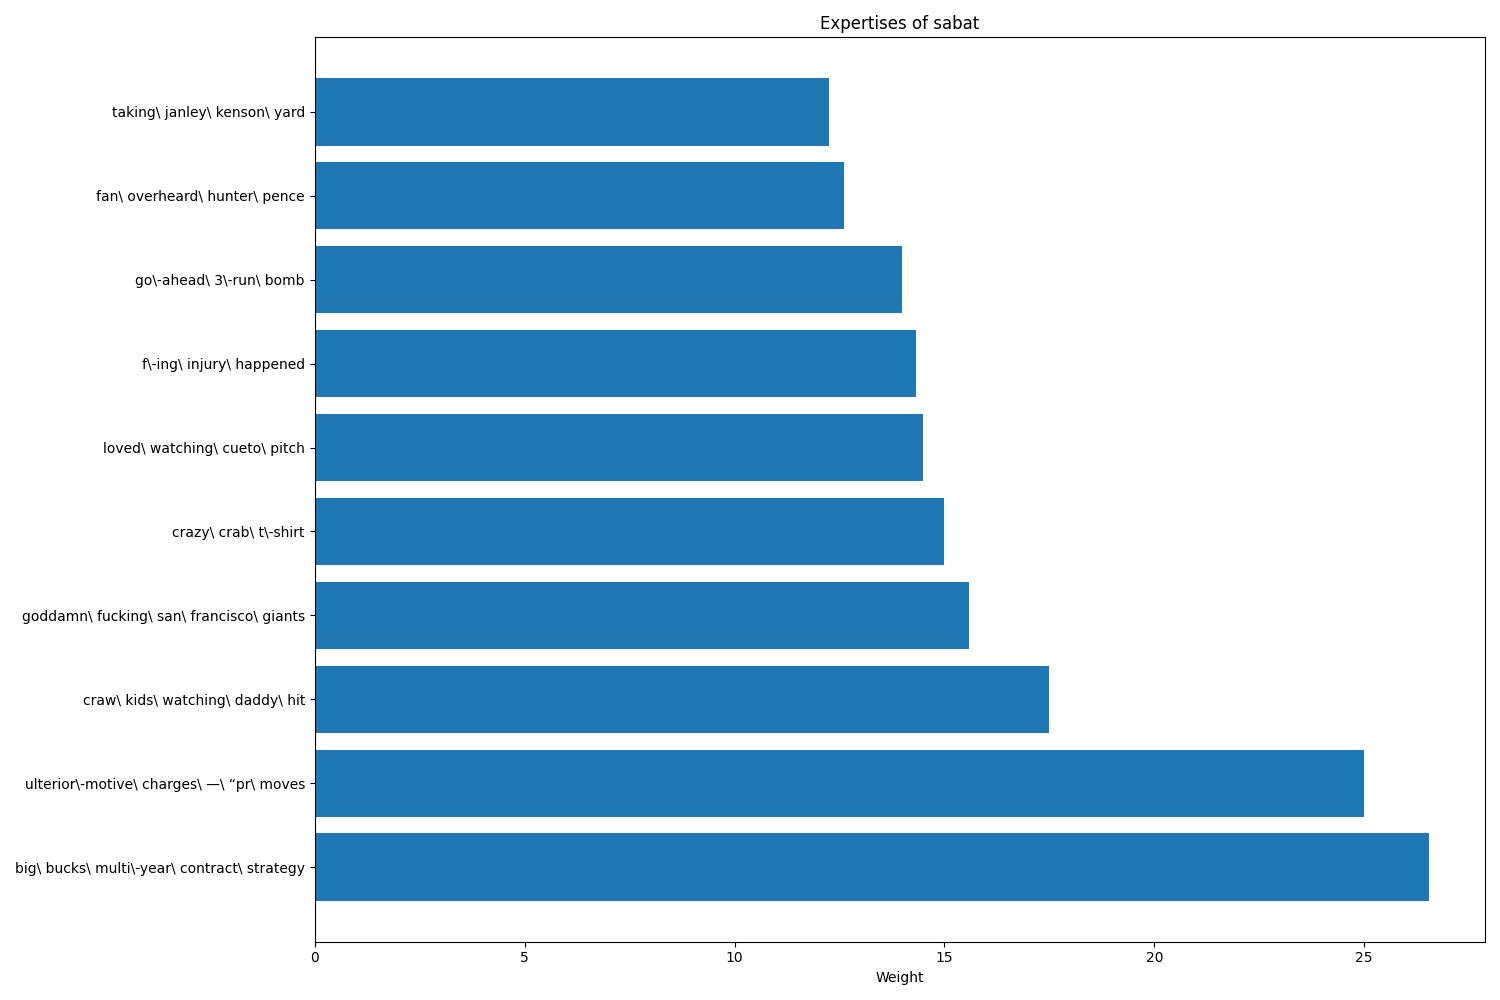 Expertises of sabat
taking\ janley\ kenson\ yard
fan\ overheard\ hunter\ pence
go\-ahead\ 3\-run\ bomb
f\-ing\ injury\ happened
loved\ watching\ cueto\ pitch
crazy\ crab\ t\-shirt
goddamn\ fucking\ san\ francisco\ giants
craw\ kids\ watching\ daddy\ hit
ulterior\-motive\ charges\ —\ “pr\ moves
big\ bucks\ multi\-year\ contract\ strategy
0 5 10 15 20 25
Weight